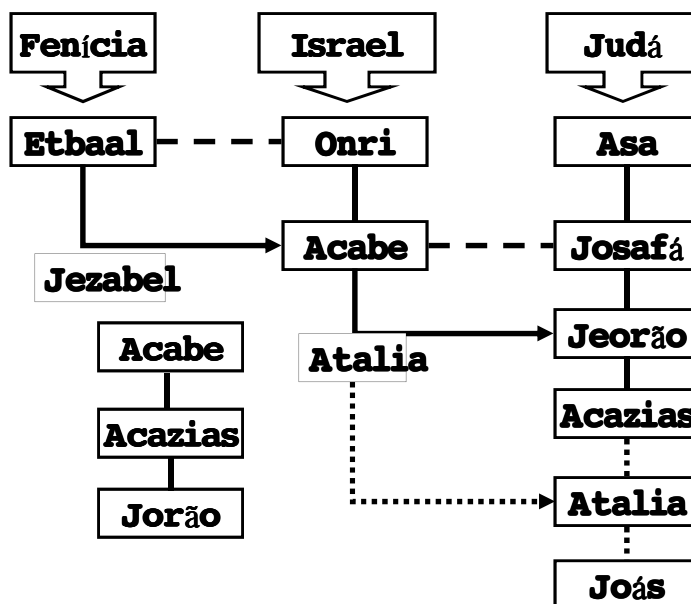 Fenícia
Israel
Judá
Etbaal
Onri
Asa
Acabe
Josafá
Jezabel
Acabe
Atalia
Jeorão
Acazias
Acazias
Jorão
Atalia
Joás